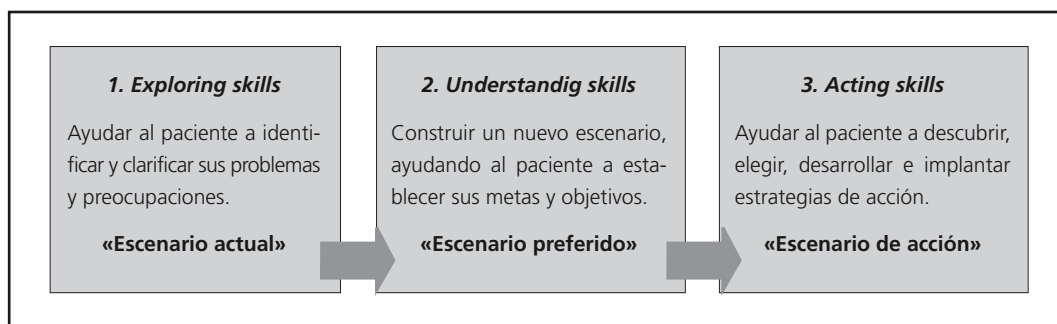 1. Exploring skills
Ayudar al paciente a identi-
ficar y clarificar sus problemas
y preocupaciones.
«Escenario actual»
2. Understandig skills
Construir un nuevo escenario,
ayudando al paciente a esta-
blecer sus metas y objetivos.
«Escenario preferido»
3. Acting skills
Ayudar al paciente a descubrir,
elegir, desarrollar e implantar
estrategias de acción.
«Escenario de acción»